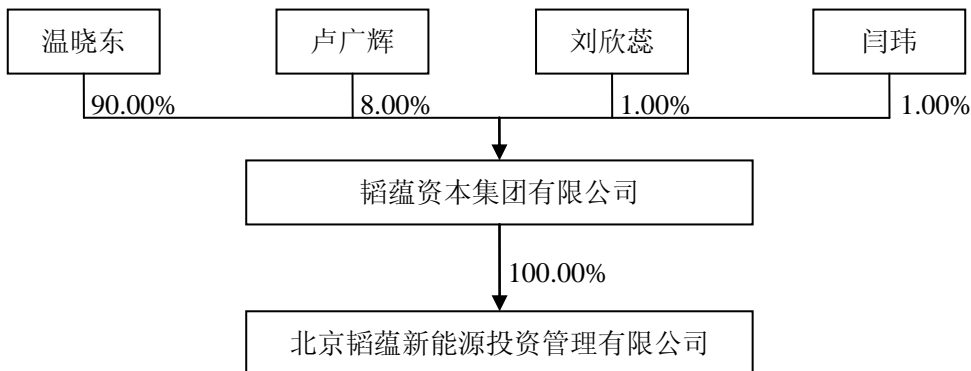 温晓东 卢广辉 刘欣蕊 闫玮
90.00% 8.00% 1.00% 1.00%
韬蕴资本集团有限公司
100.00%
北京韬蕴新能源投资管理有限公司